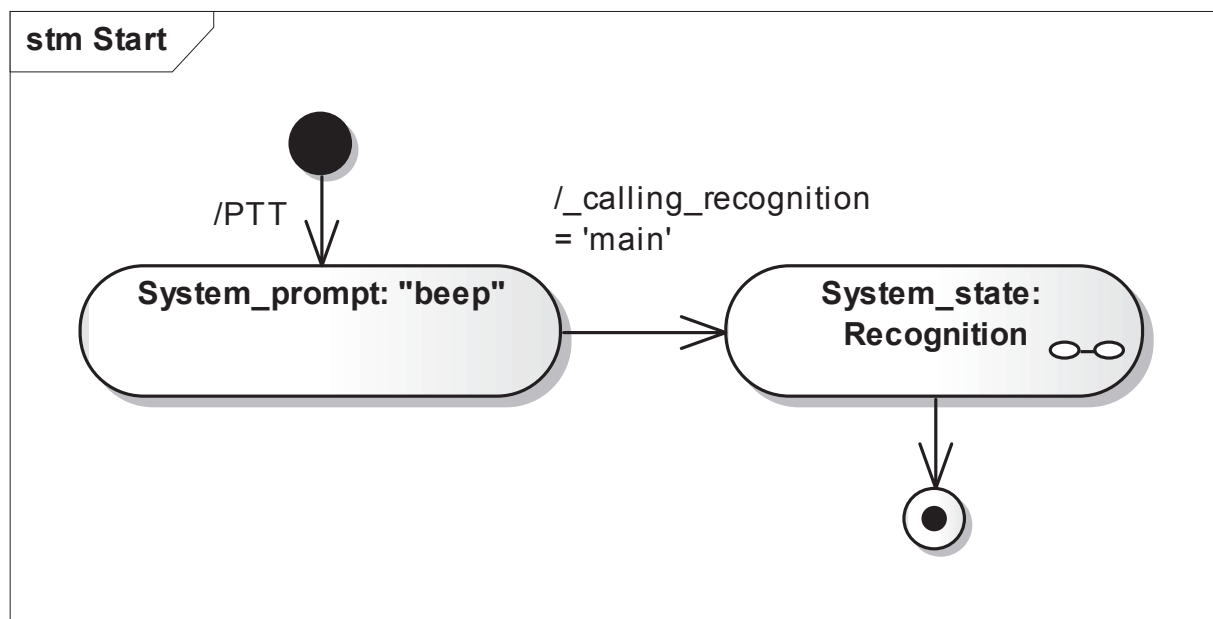 stm Start
/PTT
/_calling_recognition
= 'main'
System_prompt: "beep"
System_state:
Recognition